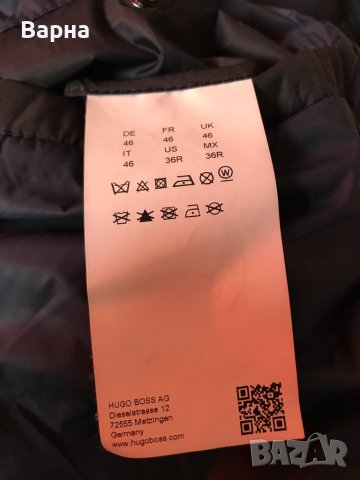 Варна
DE FR UK
46 46 46
IT US MX
46 36R 36R
HUGO BOSS AG
Dieselstrasse 12
72555 Metzingen
Germany
www.hugoboss.com
BAZAR